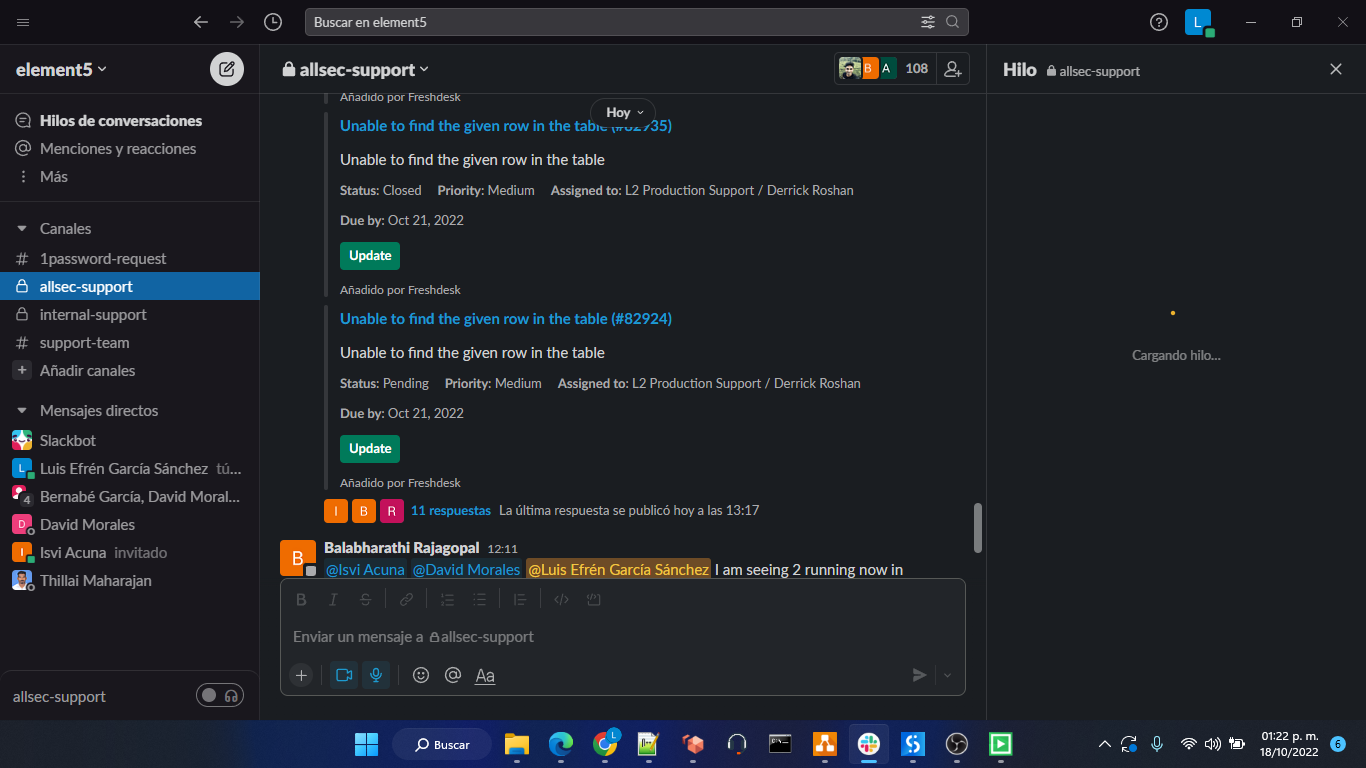 Buscar en element5
L
element5
allsec-support
B
A
108
Hilo allsec-support
Hilos de conversaciones
Menciones y reacciones
Más
Canales
# 1password-request
allsec-support
internal-support
# support-team
+ Añadir canales
Mensajes directos
Slackbot
L Luis Efrén García Sánchez tú...
4 Bernabé García, David Moral...
D David Morales
I Isvi Acuna invitado
Thillai Maharajan
allsec-support
Añadido por Freshdesk
Hoy
Unable to find the given row in the table (#82935)
Unable to find the given row in the table
Status: Closed Priority: Medium Assigned to: L2 Production Support / Derrick Roshan
Due by: Oct 21, 2022
Update
Añadido por Freshdesk
Unable to find the given row in the table (#82924)
Unable to find the given row in the table
Status: Pending Priority: Medium Assigned to: L2 Production Support / Derrick Roshan
Due by: Oct 21, 2022
Update
Añadido por Freshdesk
I B R 11 respuestas La última respuesta se publicó hoy a las 13:17
B
Balabharathi Rajagopal 12:11
@Isvi Acuna @David Morales @Luis Efrén García Sánchez I am seeing 2 running now in
B I S
Enviar un mensaje a allsec-support
+ @ Aa
Cargando hilo...
Buscar
L
01:22 p. m.
18/10/2022
6